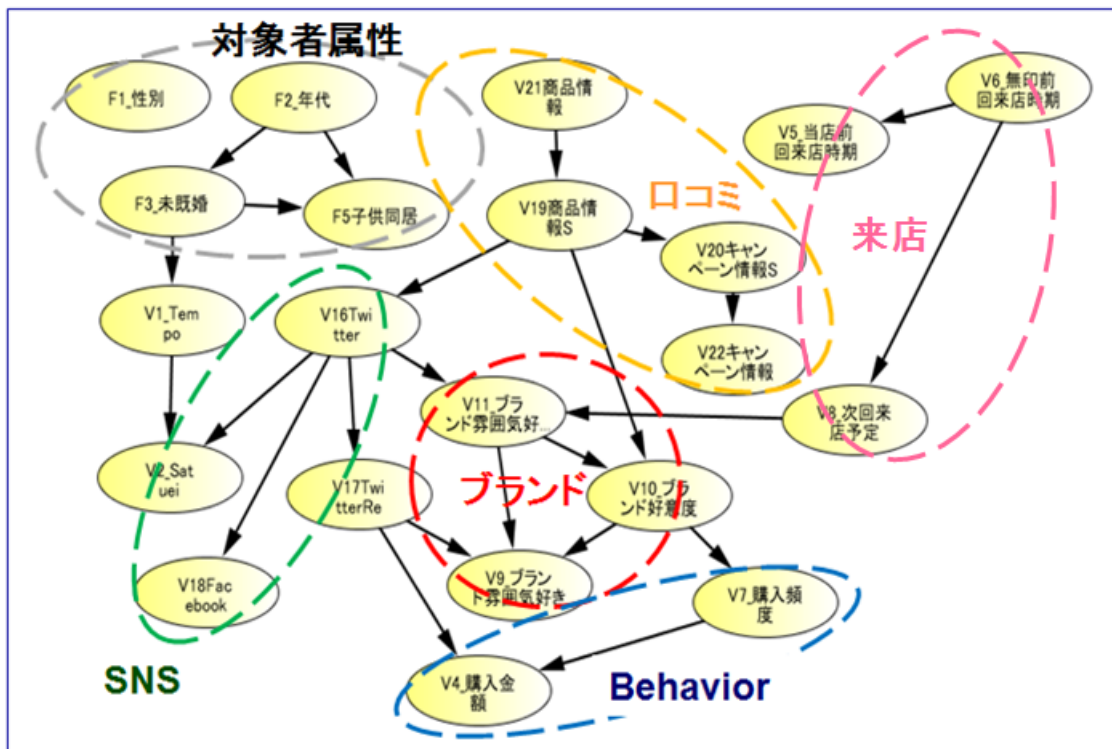 対象者属性
F1_性別
F2_年代
V21商品情
報
V6_無印前
回来店時期
V5_当店前
回来店時期
F3_未既婚
F5子供同居
V19商品情
報S
口コミ
V20キャン
ペーン情報S
来店
V1_Tem
po
V16Twi
tter
V22キャン
ペーン情報
V11_ブラ
ンド雰囲気好...
V8_次回来
店予定
V2_Sat
uei
V17Twi
tterRe
ブランド
V10_ブラ
ンド好意度
V18Fac
ebook
V9_ブラン
ド雰囲気好き
V7_購入頻
度
SNS
V4_購入金
額
Behavior